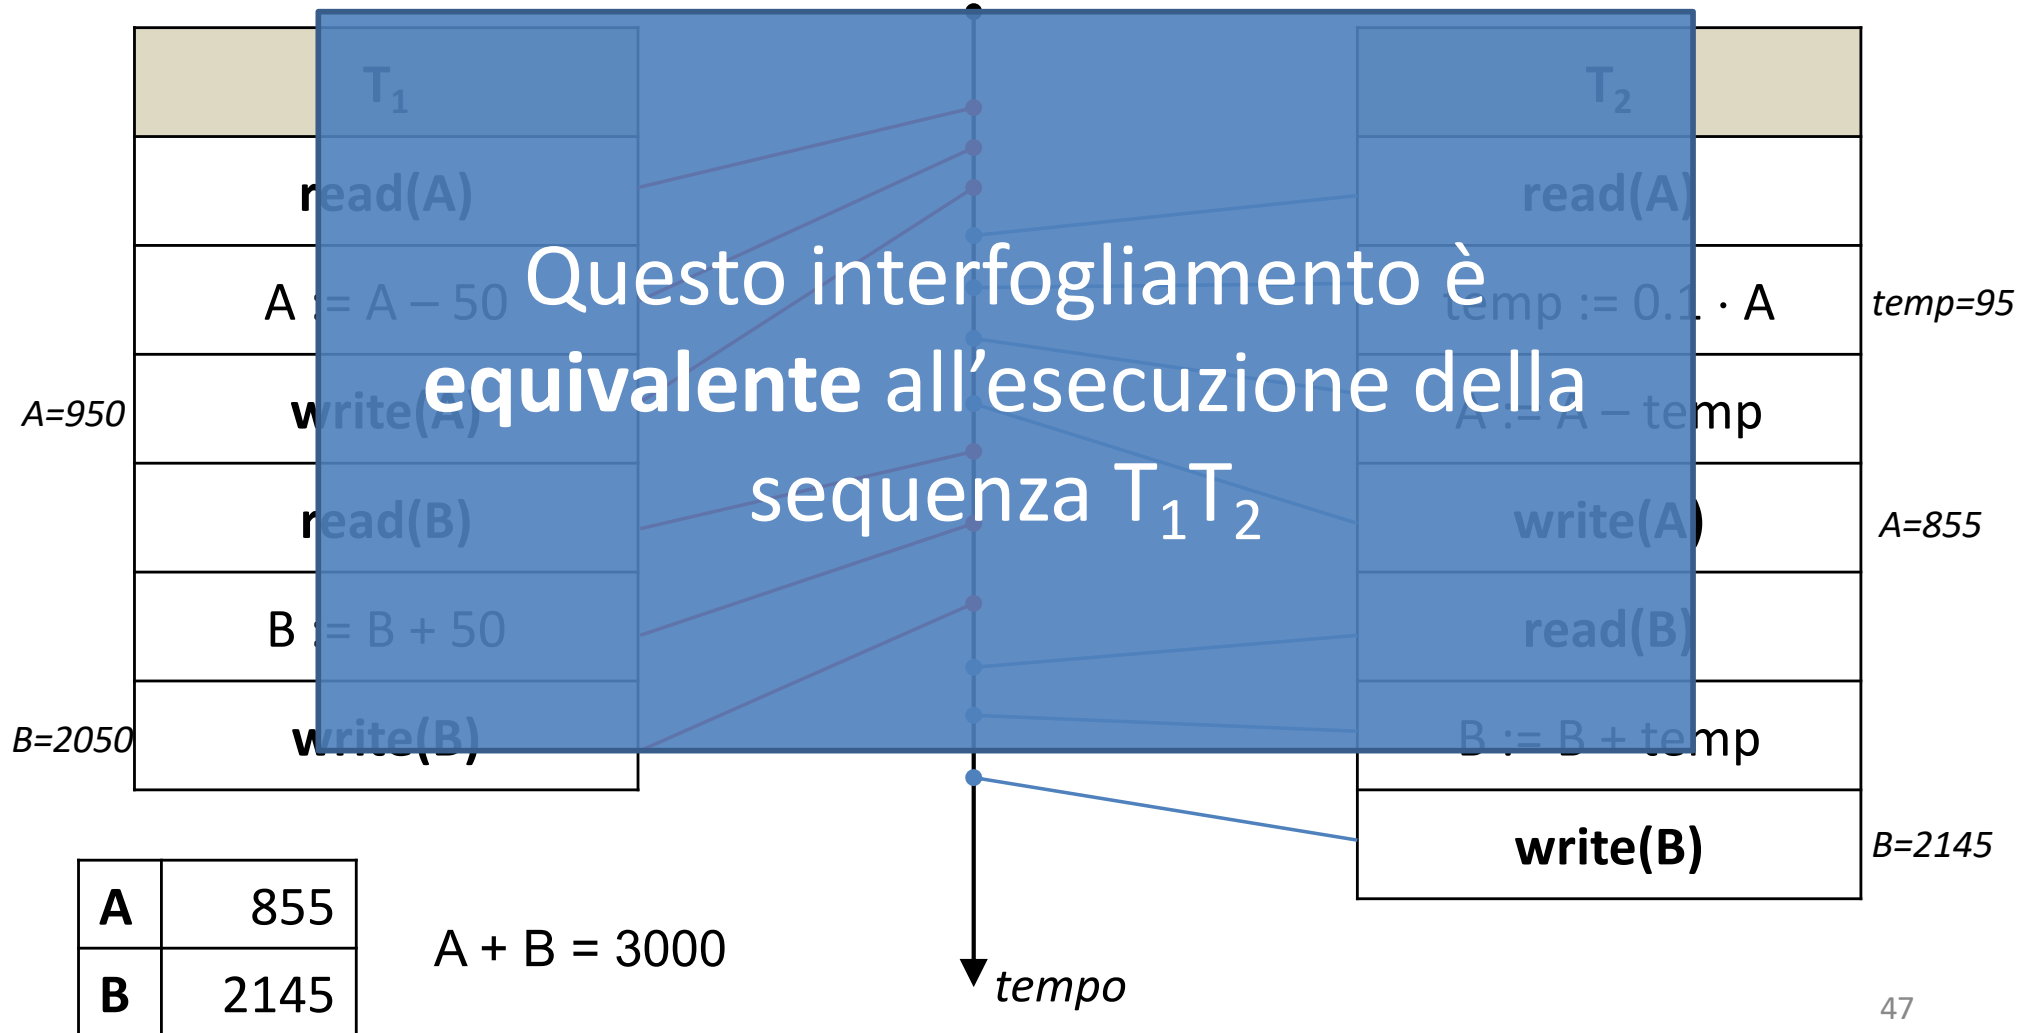 T1
read(A)
A := A – 50
A=950
write(A)
read(B)
B := B + 50
B=2050
write(B)
Questo interfogliamento è
equivalente all’esecuzione della
sequenza T1T2
T2
read(A)
temp := 0.1 · A
temp=95
A := A – temp
write(A)
A=855
read(B)
B := B + temp
write(B)
B=2145
A 855
B 2145
A + B = 3000
tempo
47